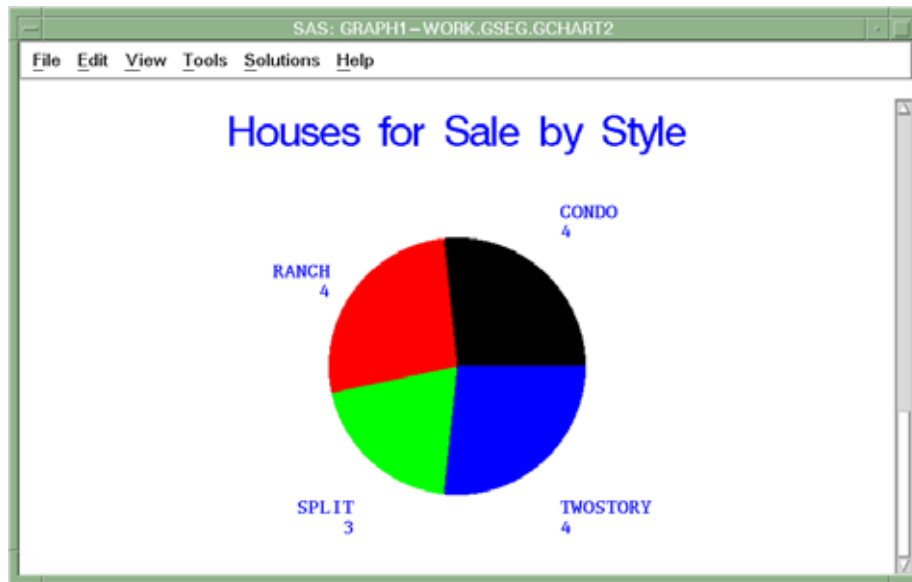 SAS: GRAPH1-WORK.GSEG.GCHART2
File Edit View Tools Solutions Help
Houses for Sale by Style
CONDO
4
RANCH
4
SPLIT
3
TWOSTORY
4